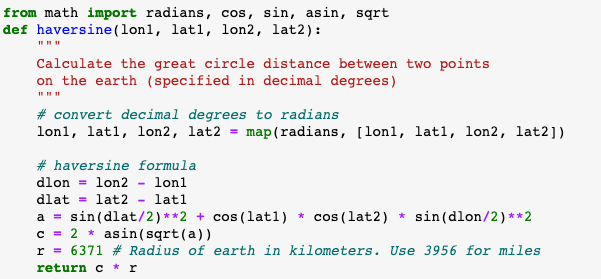 from math import radians, cos, sin, asin, sqrt
def haversine(lon1, lat1, lon2, lat2):
    """
    Calculate the great circle distance between two points
    on the earth (specified in decimal degrees)
    """
    # convert decimal degrees to radians
    lon1, lat1, lon2, lat2 = map(radians, [lon1, lat1, lon2, lat2])

    # haversine formula
    dlon = lon2 - lon1
    dlat = lat2 - lat1
    a = sin(dlat/2)**2 + cos(lat1) * cos(lat2) * sin(dlon/2)**2
    c = 2 * asin(sqrt(a))
    r = 6371 # Radius of earth in kilometers. Use 3956 for miles
    return c * r